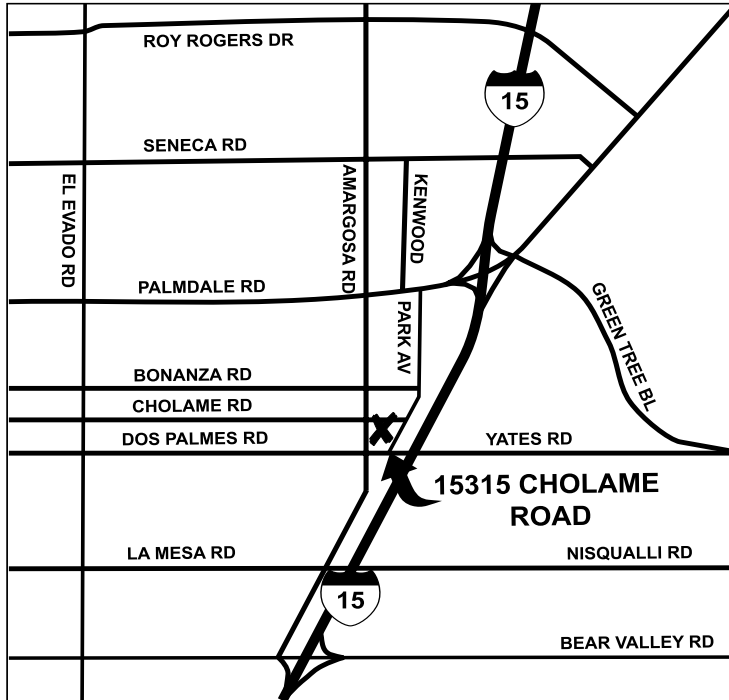 ROY ROGERS DR
15
SENECA RD
EL EVADO RD
AMARGOSA RD
KENWOOD
PALMDALE RD
PARK AV
GREEN TREE BL
BONANZA RD
CHOLAME RD
DOS PALMES RD
YATES RD
15315 CHOLAME
ROAD
LA MESA RD
NISQUALLI RD
15
BEAR VALLEY RD